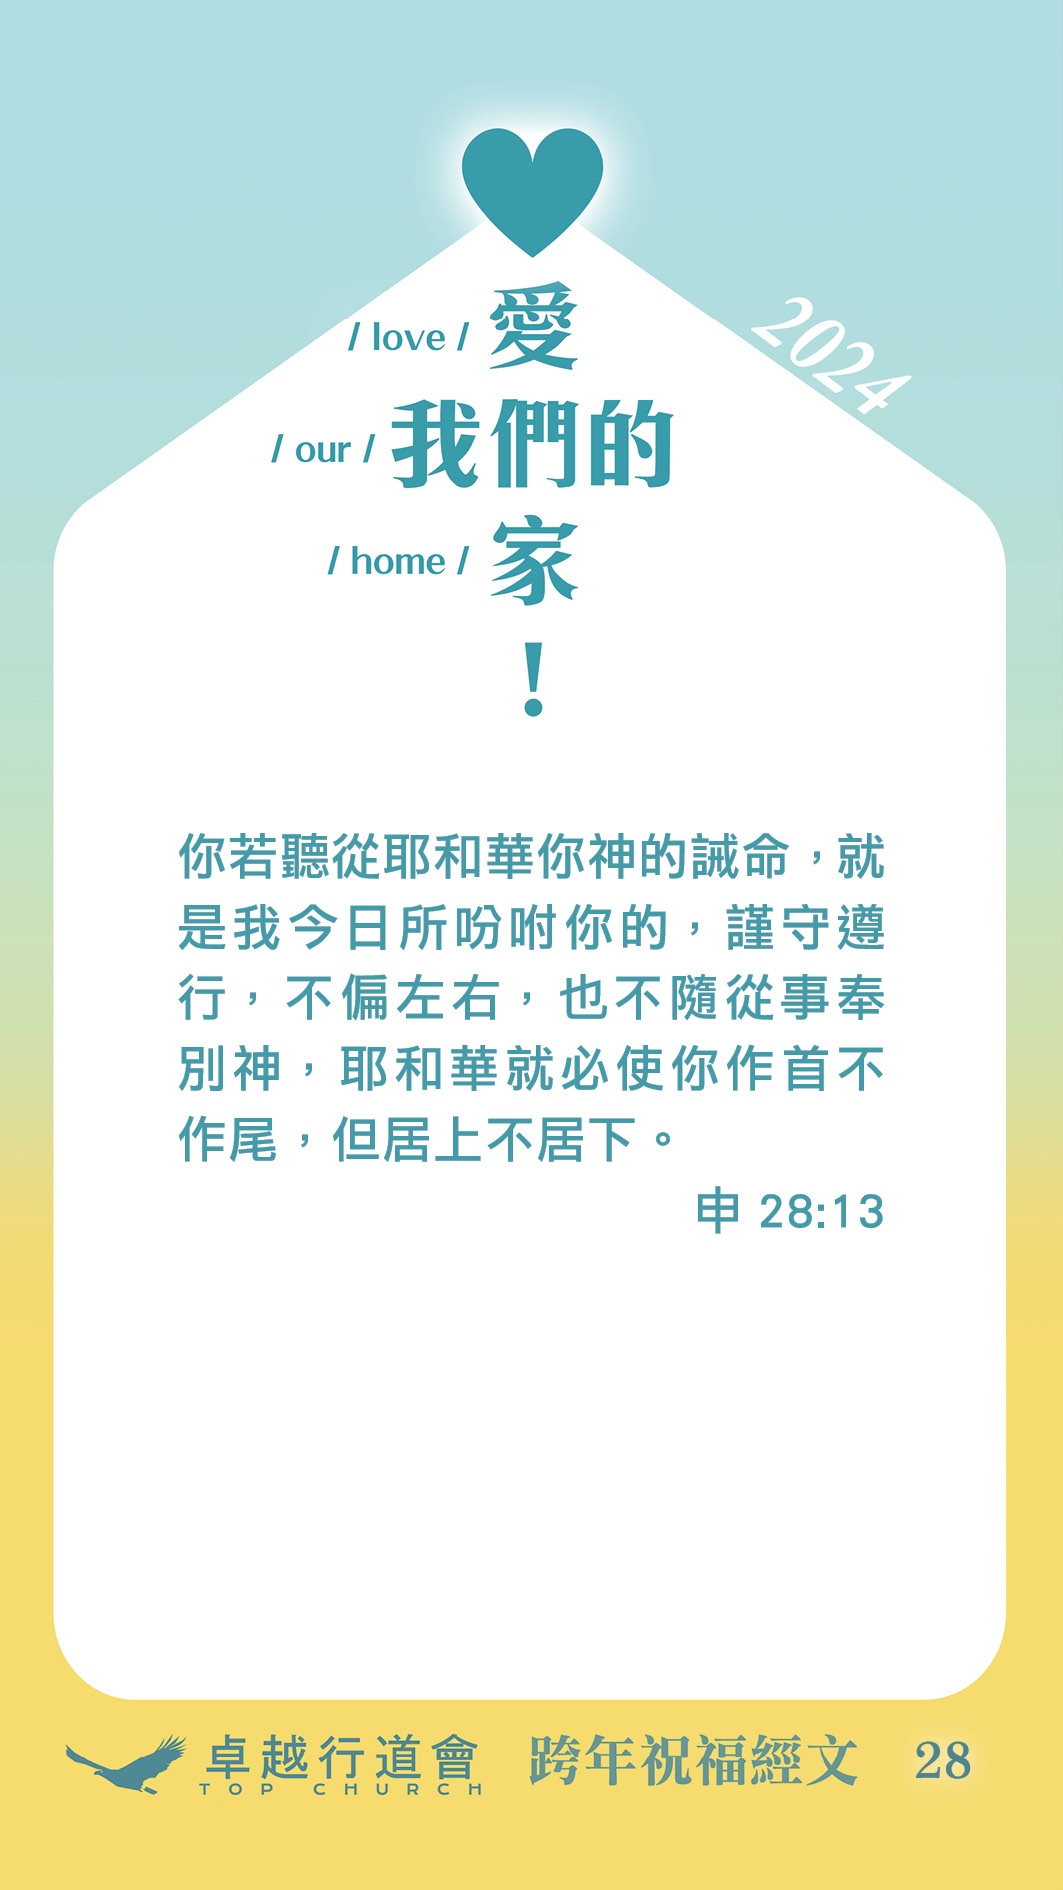 2024
/ love / 愛
/ our / 我們的
/ home / 家
！
你若聽從耶和華你神的誡命，就
是我今日所吩咐你的，謹守遵
行，不偏左右，也不隨從事奉
別神，耶和華就必使你作首不
作尾，但居上不居下。
申 28:13
卓越行道會 跨年祝福經文 28
TOP CHURCH